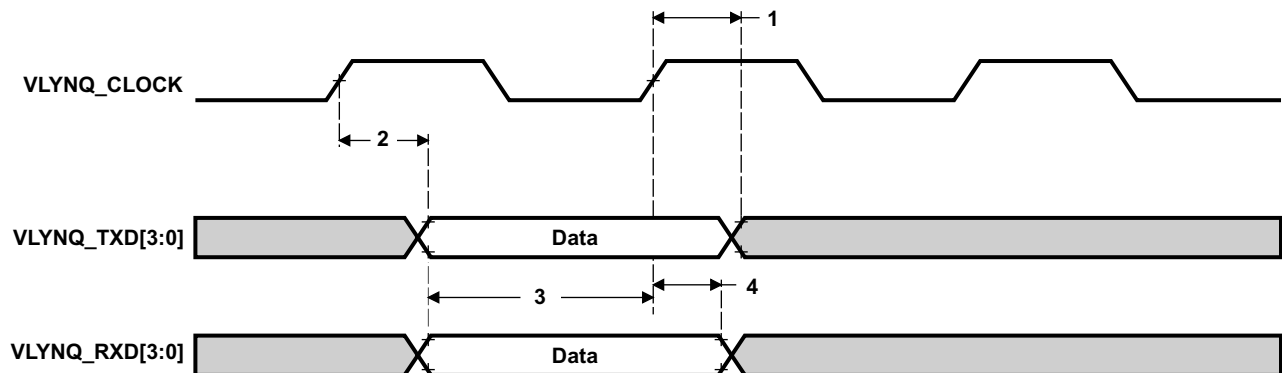 1
VLYNQ_CLOCK
2
VLYNQ_TXD[3:0]
Data
3
4
VLYNQ_RXD[3:0]
Data